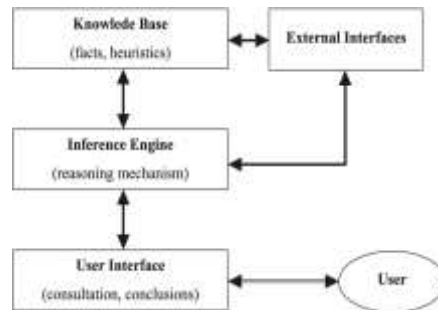 Knowlede Base
(facts, heuristics)
External Interfaces
Inference Engine
(reasoning mechanism)
User Interface
(consultation, conclusions)
User